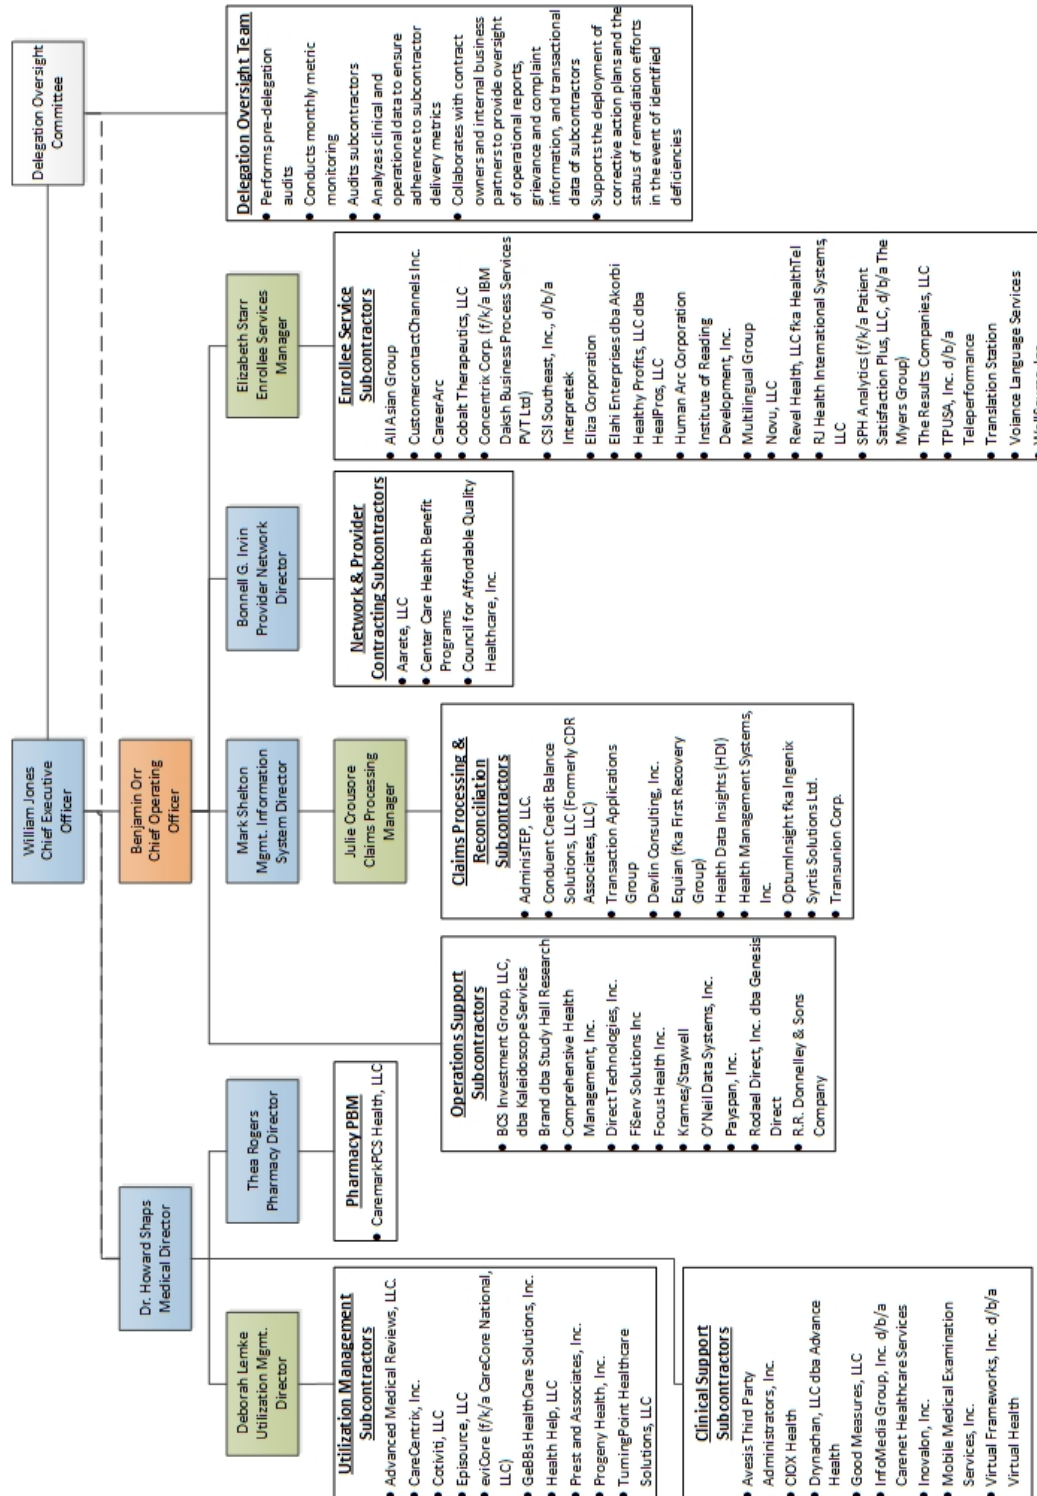 William Jones
Chief Executive
Officer
Delegation Oversight
Committee
Dr. Howard Shaps
Medical Director
Benjamin Orr
Chief Operating
Officer
Deborah Lemke
Utilization Mgmt.
Director
Thea Rogers
Pharmacy Director
Mark Shelton
Mgmt. Information
System Director
Bonnell G. Irvin
Provider Network
Director
Elizabeth Starr
Enrollee Services
Manager
Delegation Oversight Team
• Performs pre-delegation
audits
• Conducts monthly metric
monitoring
• Audits subcontractors
• Analyzes clinical and
operational data to ensure
adherence to subcontractor
delivery metrics
• Collaborates with contract
owners and internal business
partners to provide oversight
of operational reports,
grievance and complaint
information, and transactional
data of subcontractors
• Supports the deployment of
corrective action plans and the
status of remediation efforts
in the event of identified
deficiencies
Utilization Management
Subcontractors
• Advanced Medical Reviews, LLC.
• CareCentrix, Inc.
• Cotiviti, LLC
• Episource, LLC
• eviCore (f/k/a CareCore National,
LLC)
• GeBBs HealthCare Solutions, Inc.
• Health Help, LLC
• Prest and Associates, Inc.
• Progeny Health, Inc.
• TurningPoint Healthcare
Solutions, LLC
Pharmacy PBM
• CaremarkPCS Health, LLC
Julie Crousore
Claims Processing
Manager
Network & Provider
Contracting Subcontractors
• Aarete, LLC
• Center Care Health Benefit
Programs
• Council for Affordable Quality
Healthcare, Inc.
Enrollee Service
Subcontractors
• All Asian Group
• CustomercontactChannels Inc.
• CareerArc
• Cobalt Therapeutics, LLC
• Concentrix Corp. (f/k/a IBM
Daksh Business Process Services
PVT Ltd)
• CSI Southeast, Inc., d/b/a
Interpretek
• Eliza Corporation
• Elahi Enterprises dba Akorbi
• Healthy Profits, LLC dba
HealPros, LLC
• Human Arc Corporation
• Institute of Reading
Development, Inc.
• Multilingual Group
• Novu, LLC
• Revel Health, LLC fka HealthTel
• RJ Health International Systems,
LLC
• SPH Analytics (f/k/a Patient
Satisfaction Plus, LLC, d/b/a The
Myers Group)
• The Results Companies, LLC
• TPUSA, Inc. d/b/a
Teleperformance
• Translation Station
• Voiance Language Services
Operations Support
Subcontractors
• BCS Investment Group, LLC,
dba Kaleidoscope Services
• Brand dba Study Hall Research
• Comprehensive Health
Management, Inc.
• Direct Technologies, Inc.
• FiServ Solutions Inc
• Focus Health Inc.
• Krames/Staywell
• O'Neil Data Systems, Inc.
• Payspan, Inc.
• Rodael Direct, Inc. dba Genesis
Direct
• R.R. Donnelley & Sons
Company
Claims Processing &
Reconciliation
Subcontractors
• AdminisTEP, LLC.
• Conduent Credit Balance
Solutions, LLC (Formerly CDR
Associates, LLC)
• Transaction Applications
Group
• Devlin Consulting, Inc.
• Equian (fka First Recovery
Group)
• Health Data Insights (HDI)
• Health Management Systems,
Inc.
• OptumInsight fka Ingenix
• Syrtis Solutions Ltd.
• Transunion Corp.
Clinical Support
Subcontractors
• Avesis Third Party
Administrators, Inc.
• CIOX Health
• Drynachan, LLC dba Advance
Health
• Good Measures, LLC
• InfoMedia Group, Inc. d/b/a
Carenet Healthcare Services
• Inovalon, Inc.
• Mobile Medical Examination
Services, Inc.
• Virtual Frameworks, Inc. d/b/a
Virtual Health